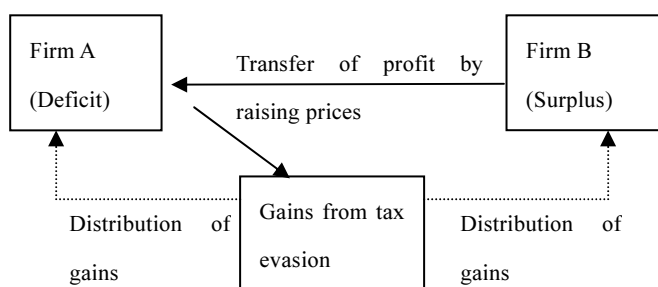 Firm A
(Deficit)
Transfer of profit by
raising prices
Firm B
(Surplus)
Distribution of
gains
Gains from tax
evasion
Distribution of
gains